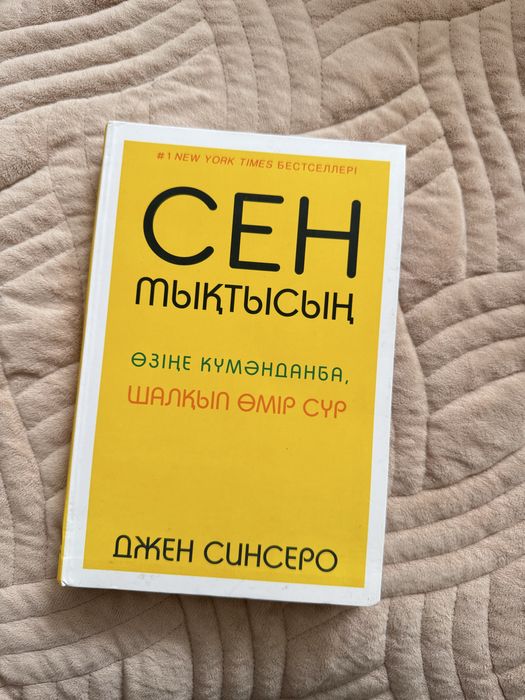 #1 NEW YORK TIMES БЕСТСЕЛЛЕРІ
СЕН
МЫҚТЫСЫҢ
ӨЗІҢЕ КҮМӘНДАНБА,
ШАЛҚЫП ӨМІР СҮР
ДЖЕН СИНСЕРО